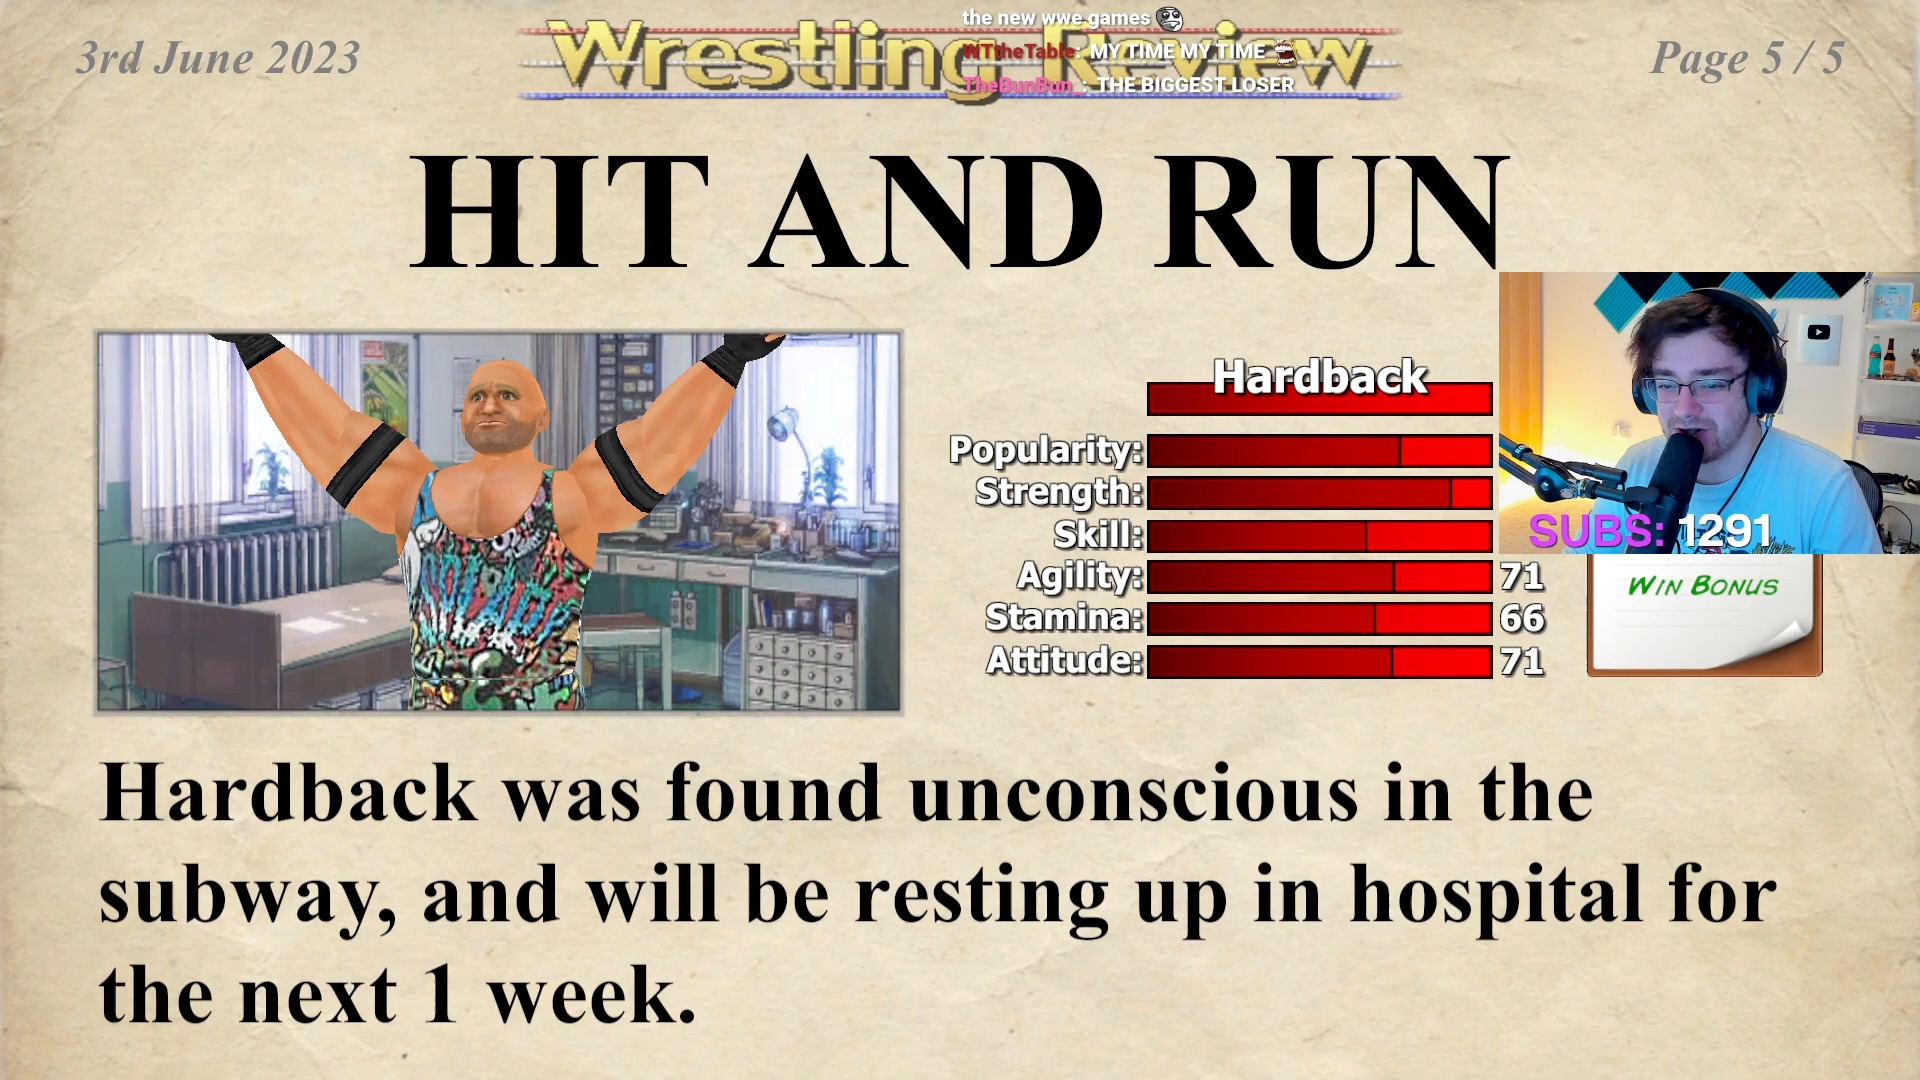 the new wwe games
3rd June 2023
Wrestling Review
Page 5 / 5
WTtheTable: MY TIME MY TIME
TheBunBun_: THE BIGGEST LOSER
HIT AND RUN
Hardback
Popularity:
Strength:
Skill:
SUBS: 1291
Agility: 71
Win Bonus
Stamina: 66
Attitude: 71
Hardback was found unconscious in the
subway, and will be resting up in hospital for
the next 1 week.